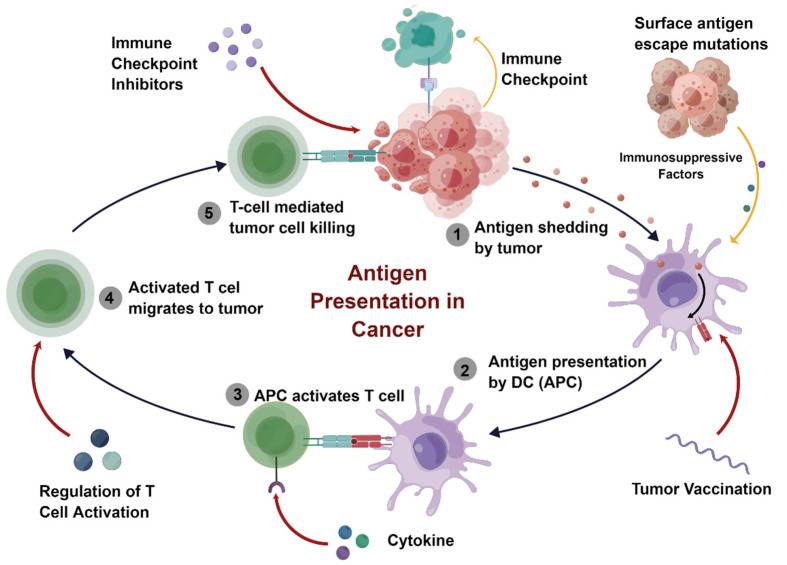 Immune
Checkpoint
Inhibitors
Immune
Checkpoint
Surface antigen
escape mutations
Immunosuppressive
Factors
5 T-cell mediated
tumor cell killing
1 Antigen shedding
by tumor
Antigen
Presentation in
Cancer
4 Activated T cel
migrates to tumor
2 Antigen presentation
by DC (APC)
3 APC activates T cell
Regulation of T
Cell Activation
Tumor Vaccination
Cytokine